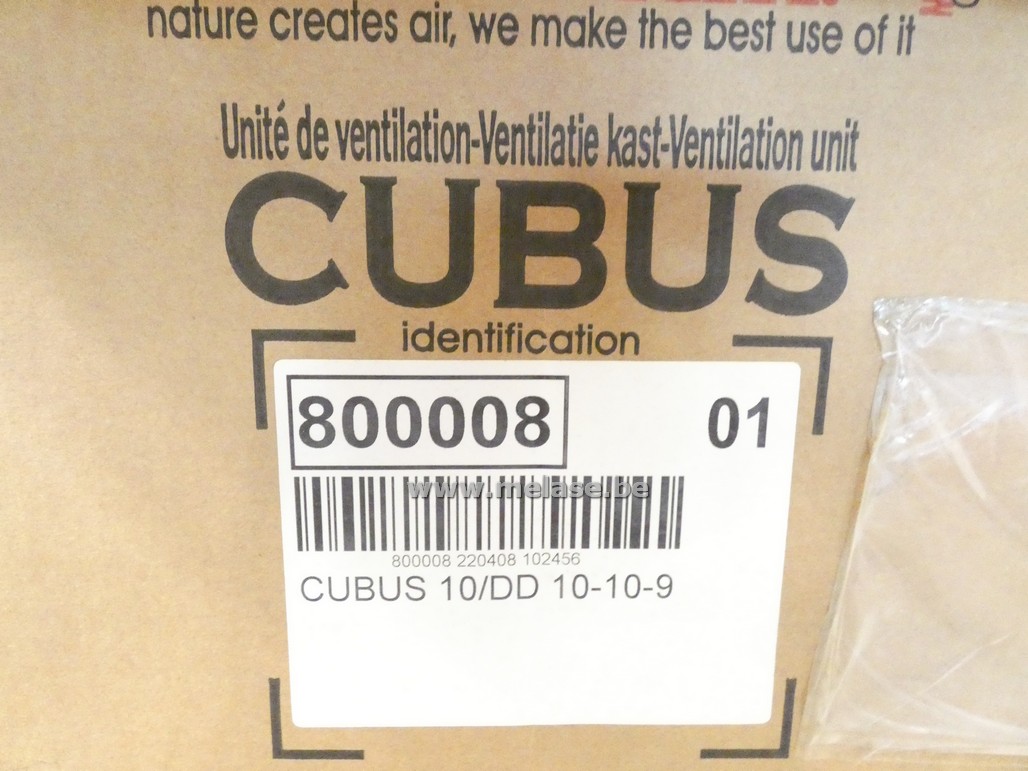 nature creates air, we make the best use of it
Unité de ventilation-Ventilatie kast-Ventilation unit
CUBUS
identification
800008 01
www.melase.be
800008 220408 102456
CUBUS 10/DD 10-10-9